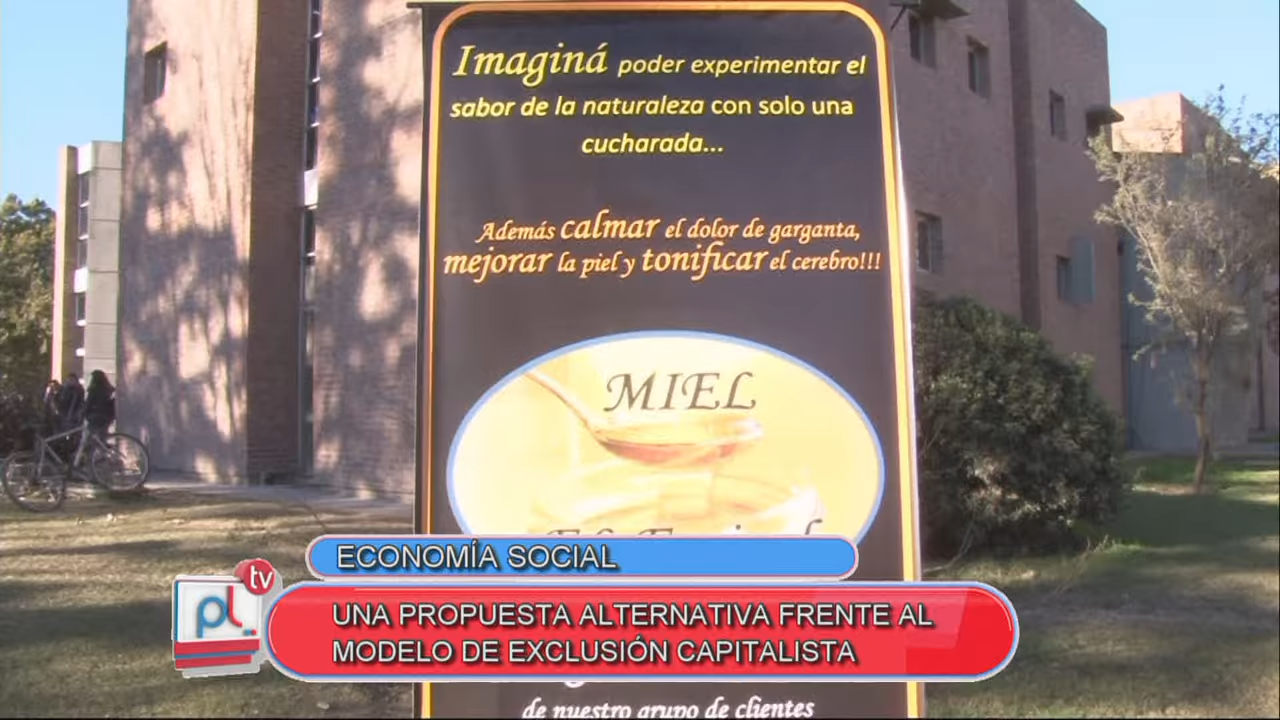 Imaginá poder experimentar el
sabor de la naturaleza con solo una
cucharada...
Además calmar el dolor de garganta,
mejorar la piel y tonificar el cerebro!!!
MIEL
ECONOMÍA SOCIAL
tv
pl
UNA PROPUESTA ALTERNATIVA FRENTE AL
MODELO DE EXCLUSIÓN CAPITALISTA
de nuestro grupo de clientes